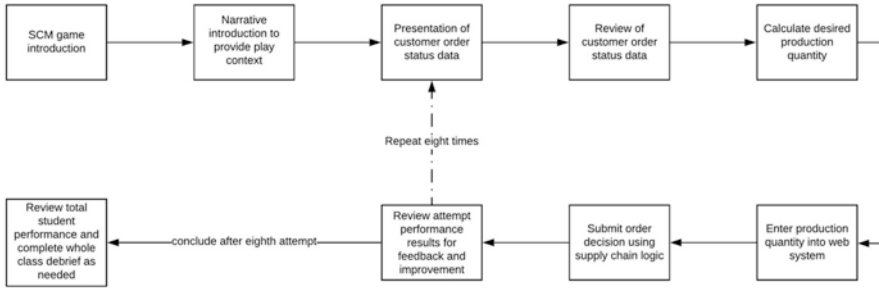 SCM game
introduction
Narrative
introduction to
provide play
context
Presentation of
customer order
status data
Review of
customer order
status data
Calculate desired
production
quantity
Repeat eight times
Review total
student
performance and
complete whole
class debrief as
needed
conclude after eighth attempt
Review attempt
performance
results for
feedback and
improvement
Submit order
decision using
supply chain logic
Enter production
quantity into web
system